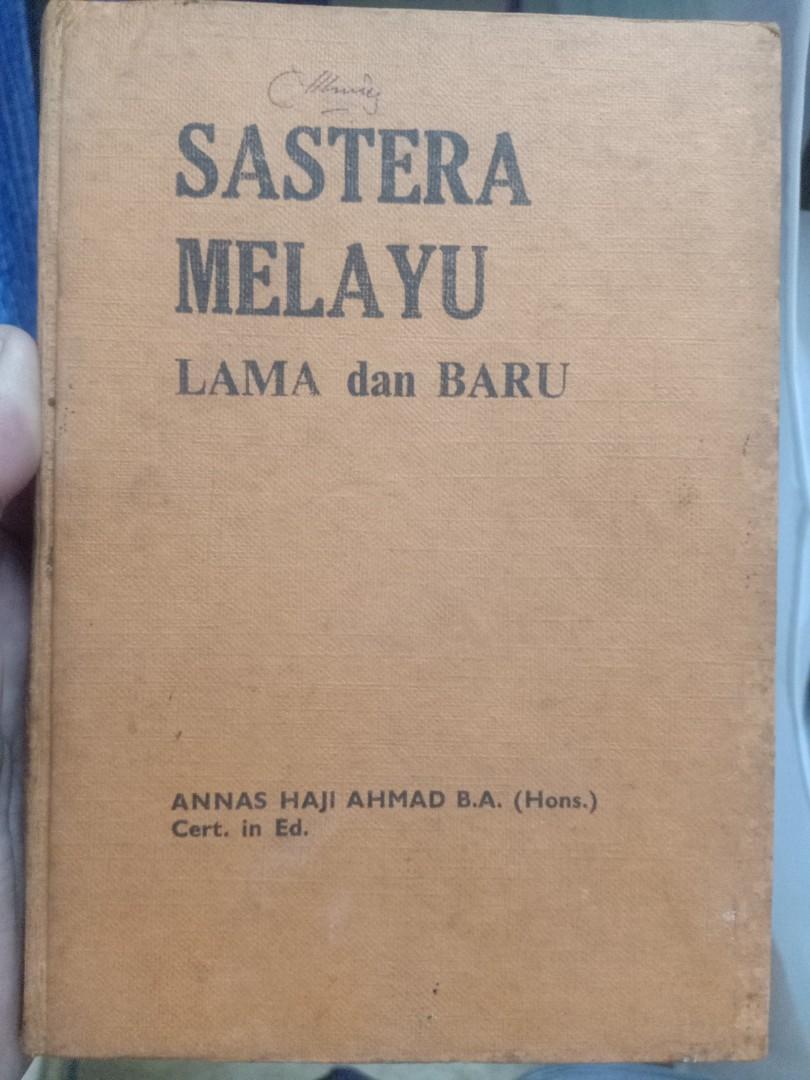 SASTERA
MELAYU
LAMA dan BARU
ANNAS HAJI AHMAD B.A. (Hons.)
Cert. in Ed.